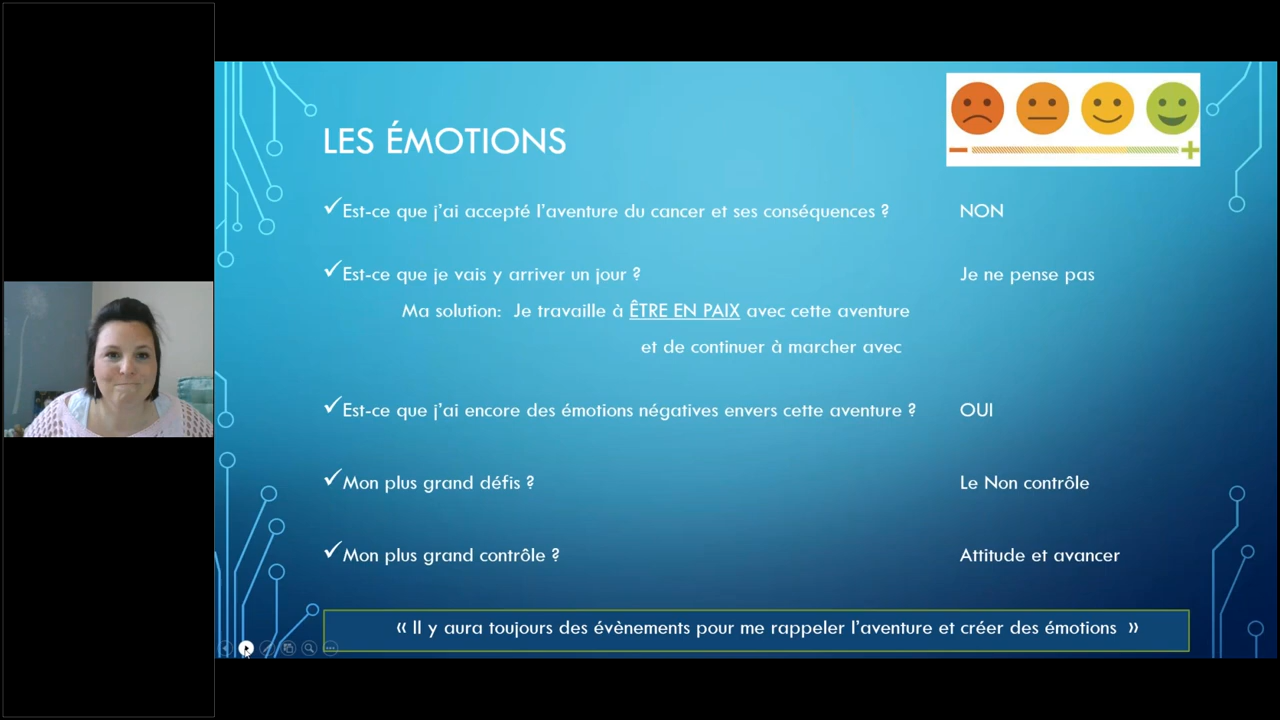 LES ÉMOTIONS
Est-ce que j'ai accepté l'aventure du cancer et ses conséquences ? NON
Est-ce que je vais y arriver un jour ? Je ne pense pas
Ma solution: Je travaille à ÊTRE EN PAIX avec cette aventure
et de continuer à marcher avec
Est-ce que j'ai encore des émotions négatives envers cette aventure ? OUI
Mon plus grand défis ? Le Non contrôle
Mon plus grand contrôle ? Attitude et avancer
« Il y aura toujours des évènements pour me rappeler l'aventure et créer des émotions »